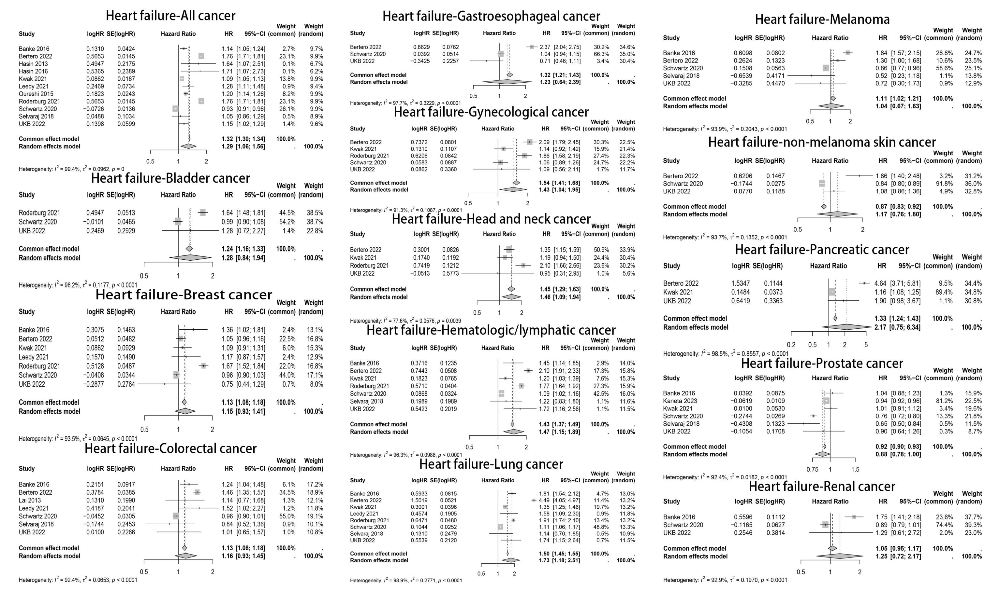 Heart failure-All cancer
Weight Weight
Study logHR SE(logHR) Hazard Ratio HR 95%−CI (common) (random)
Banke 2016 0.1310 0.0424 1.14 [1.05; 1.24] 2.7% 9.7%
Bertero 2022 0.5653 0.0145 1.76 [1.71; 1.81] 23.1% 9.9%
Hasin 2013 0.4947 0.2175 1.64 [1.07; 2.51] 0.1% 6.7%
Hasin 2016 0.5365 0.2389 1.71 [1.07; 2.73] 0.1% 6.2%
Kwak 2021 0.0862 0.0187 1.09 [1.05; 1.13] 13.8% 9.9%
Leedy 2021 0.2469 0.0734 1.28 [1.11; 1.48] 0.9% 9.4%
Qureshi 2015 0.1823 0.0243 1.20 [1.14; 1.26] 8.2% 9.9%
Roderburg 2021 0.5653 0.0145 1.76 [1.71; 1.81] 23.1% 9.9%
Schwartz 2020 −0.0726 0.0136 0.93 [0.91; 0.96] 26.1% 9.9%
Selvaraj 2018 0.0488 0.1034 1.05 [0.86; 1.29] 0.5% 8.9%
UKB 2022 0.1398 0.0599 1.15 [1.02; 1.29] 1.4% 9.6%
Common effect model 1.32 [1.30; 1.34] 100.0% .
Random effects model 1.29 [1.06; 1.56] . 100.0%
0.5 1 2
Heterogeneity: I² = 99.4%, τ² = 0.0962, p = 0
Heart failure-Bladder cancer
Weight Weight
Study logHR SE(logHR) Hazard Ratio HR 95%−CI (common) (random)
Roderburg 2021 0.4947 0.0513 1.64 [1.48; 1.81] 44.5% 38.5%
Schwartz 2020 −0.0101 0.0465 0.99 [0.90; 1.08] 54.2% 38.7%
UKB 2022 0.2469 0.2929 1.28 [0.72; 2.27] 1.4% 22.8%
Common effect model 1.24 [1.16; 1.33] 100.0% .
Random effects model 1.28 [0.84; 1.94] . 100.0%
0.5 1 2
Heterogeneity: I² = 96.2%, τ² = 0.1177, p < 0.0001
Heart failure-Breast cancer
Weight Weight
Study logHR SE(logHR) Hazard Ratio HR 95%−CI (common) (random)
Banke 2016 0.3075 0.1463 1.36 [1.02; 1.81] 2.4% 13.1%
Bertero 2022 0.0512 0.0482 1.05 [0.96; 1.16] 22.5% 16.8%
Kwak 2021 0.0862 0.0929 1.09 [0.91; 1.31] 6.0% 15.3%
Leedy 2021 0.1570 0.1490 1.17 [0.87; 1.57] 2.4% 12.9%
Roderburg 2021 0.5128 0.0487 1.67 [1.52; 1.84] 22.0% 16.8%
Schwartz 2020 −0.0408 0.0344 0.96 [0.90; 1.03] 44.0% 17.1%
UKB 2022 −0.2877 0.2764 0.75 [0.44; 1.29] 0.7% 8.0%
Common effect model 1.13 [1.08; 1.18] 100.0% .
Random effects model 1.15 [0.93; 1.41] . 100.0%
0.5 1 2
Heterogeneity: I² = 93.5%, τ² = 0.0645, p < 0.0001
Heart failure-Colorectal cancer
Weight Weight
Study logHR SE(logHR) Hazard Ratio HR 95%−CI (common) (random)
Banke 2016 0.2151 0.0917 1.24 [1.04; 1.48] 6.1% 17.2%
Bertero 2022 0.3784 0.0385 1.46 [1.35; 1.57] 34.5% 18.9%
Lai 2013 0.1310 0.1990 1.14 [0.77; 1.68] 1.3% 12.1%
Leedy 2021 0.4187 0.2041 1.52 [1.02; 2.27] 1.2% 11.8%
Schwartz 2020 −0.0452 0.0305 0.96 [0.90; 1.01] 55.0% 19.1%
Selvaraj 2018 −0.1744 0.2453 0.84 [0.52; 1.36] 0.9% 10.1%
UKB 2022 0.0100 0.2266 1.01 [0.65; 1.57] 1.0% 10.8%
Common effect model 1.13 [1.08; 1.18] 100.0% .
Random effects model 1.16 [0.93; 1.45] . 100.0%
0.5 1 2
Heterogeneity: I² = 92.4%, τ² = 0.0653, p < 0.0001
Heart failure-Gastroesophageal cancer
Weight Weight
Study logHR SE(logHR) Hazard Ratio HR 95%−CI (common) (random)
Bertero 2022 0.8629 0.0762 2.37 [2.04; 2.75] 30.2% 34.6%
Schwartz 2020 0.0392 0.0514 1.04 [0.94; 1.15] 66.3% 35.0%
UKB 2022 −0.3425 0.2257 0.71 [0.46; 1.11] 3.4% 30.4%
Common effect model 1.32 [1.21; 1.43] 100.0% .
Random effects model 1.23 [0.64; 2.39] . 100.0%
0.5 1 2
Heterogeneity: I² = 97.7%, τ² = 0.3229, p < 0.0001
Heart failure-Gynecological cancer
Weight Weight
Study logHR SE(logHR) Hazard Ratio HR 95%−CI (common) (random)
Bertero 2022 0.7372 0.0801 2.09 [1.79; 2.45] 30.3% 22.5%
Kwak 2021 0.1310 0.1107 1.14 [0.92; 1.42] 15.9% 21.4%
Roderburg 2021 0.6206 0.0842 1.86 [1.58; 2.19] 27.4% 22.3%
Schwartz 2020 0.0583 0.0887 1.06 [0.89; 1.26] 24.7% 22.2%
UKB 2022 0.0862 0.3360 1.09 [0.56; 2.11] 1.7% 11.7%
Common effect model 1.54 [1.41; 1.68] 100.0% .
Random effects model 1.43 [1.04; 1.95] . 100.0%
0.5 1 2
Heterogeneity: I² = 91.3%, τ² = 0.1087, p < 0.0001
Heart failure-Head and neck cancer
Weight Weight
Study logHR SE(logHR) Hazard Ratio HR 95%−CI (common) (random)
Bertero 2022 0.3001 0.0826 1.35 [1.15; 1.59] 50.9% 33.9%
Kwak 2021 0.1740 0.1192 1.19 [0.94; 1.50] 24.4% 30.4%
Roderburg 2021 0.7419 0.1212 2.10 [1.66; 2.66] 23.6% 30.2%
UKB 2022 −0.0513 0.5773 0.95 [0.31; 2.95] 1.0% 5.6%
Common effect model 1.45 [1.29; 1.63] 100.0% .
Random effects model 1.46 [1.09; 1.94] . 100.0%
0.5 1 2
Heterogeneity: I² = 77.6%, τ² = 0.0576, p = 0.0039
Heart failure-Hematologic/lymphatic cancer
Weight Weight
Study logHR SE(logHR) Hazard Ratio HR 95%−CI (common) (random)
Banke 2016 0.3716 0.1235 1.45 [1.14; 1.85] 2.9% 14.0%
Bertero 2022 0.7443 0.0508 2.10 [1.91; 2.33] 17.3% 15.8%
Kwak 2021 0.1823 0.0765 1.20 [1.03; 1.39] 7.6% 15.3%
Roderburg 2021 0.5710 0.0404 1.77 [1.64; 1.92] 27.3% 15.9%
Schwartz 2020 0.0868 0.0324 1.09 [1.02; 1.16] 42.5% 16.0%
Selvaraj 2018 0.1989 0.1989 1.22 [0.83; 1.80] 1.1% 11.6%
UKB 2022 0.5423 0.2019 1.72 [1.16; 2.56] 1.1% 11.5%
Common effect model 1.43 [1.37; 1.49] 100.0% .
Random effects model 1.47 [1.15; 1.89] . 100.0%
0.5 1 2
Heterogeneity: I² = 96.3%, τ² = 0.0988, p < 0.0001
Heart failure-Lung cancer
Weight Weight
Study logHR SE(logHR) Hazard Ratio HR 95%−CI (common) (random)
Banke 2016 0.5933 0.0815 1.81 [1.54; 2.12] 4.7% 13.0%
Bertero 2022 1.5019 0.0521 4.49 [4.05; 4.97] 11.4% 13.2%
Kwak 2021 0.3001 0.0396 1.35 [1.25; 1.46] 19.7% 13.2%
Leedy 2021 0.4574 0.1905 1.58 [1.09; 2.30] 0.9% 11.8%
Roderburg 2021 0.6471 0.0480 1.91 [1.74; 2.10] 13.4% 13.2%
Schwartz 2020 0.1044 0.0252 1.11 [1.06; 1.17] 48.8% 13.3%
Selvaraj 2018 0.1310 0.2479 1.14 [0.70; 1.85] 0.5% 10.9%
UKB 2022 0.5539 0.2120 1.74 [1.15; 2.64] 0.7% 11.5%
Common effect model 1.50 [1.45; 1.55] 100.0% .
Random effects model 1.73 [1.18; 2.51] . 100.0%
0.5 1 2
Heterogeneity: I² = 98.9%, τ² = 0.2771, p < 0.0001
Heart failure-Melanoma
Weight Weight
Study logHR SE(logHR) Hazard Ratio HR 95%−CI (common) (random)
Banke 2016 0.6098 0.0802 1.84 [1.57; 2.15] 28.8% 24.7%
Bertero 2022 0.2624 0.1323 1.30 [1.00; 1.68] 10.6% 23.5%
Schwartz 2020 −0.1508 0.0563 0.86 [0.77; 0.96] 58.6% 25.1%
Selvaraj 2018 −0.6539 0.4171 0.52 [0.23; 1.18] 1.1% 13.8%
UKB 2022 −0.3285 0.4470 0.72 [0.30; 1.73] 0.9% 12.9%
Common effect model 1.11 [1.02; 1.21] 100.0% .
Random effects model 1.04 [0.67; 1.63] . 100.0%
0.5 1 2
Heterogeneity: I² = 93.9%, τ² = 0.2043, p < 0.0001
Heart failure-non-melanoma skin cancer
Weight Weight
Study logHR SE(logHR) Hazard Ratio HR 95%−CI (common) (random)
Bertero 2022 0.6206 0.1467 1.86 [1.40; 2.48] 3.2% 31.2%
Schwartz 2020 −0.1744 0.0275 0.84 [0.80; 0.89] 91.8% 36.0%
UKB 2022 0.0770 0.1188 1.08 [0.86; 1.36] 4.9% 32.8%
Common effect model 0.87 [0.83; 0.92] 100.0% .
Random effects model 1.17 [0.76; 1.80] . 100.0%
0.5 1 2
Heterogeneity: I² = 93.7%, τ² = 0.1352, p < 0.0001
Heart failure-Pancreatic cancer
Weight Weight
Study logHR SE(logHR) Hazard Ratio HR 95%−CI (common) (random)
Bertero 2022 1.5347 0.1144 4.64 [3.71; 5.81] 9.5% 34.4%
Kwak 2021 0.1484 0.0373 1.16 [1.08; 1.25] 89.4% 34.8%
UKB 2022 0.6419 0.3363 1.90 [0.98; 3.67] 1.1% 30.8%
Common effect model 1.33 [1.24; 1.43] 100.0% .
Random effects model 2.17 [0.75; 6.34] . 100.0%
0.2 0.5 1 2 5
Heterogeneity: I² = 98.5%, τ² = 0.8557, p < 0.0001
Heart failure-Prostate cancer
Weight Weight
Study logHR SE(logHR) Hazard Ratio HR 95%−CI (common) (random)
Banke 2016 0.0392 0.0875 1.04 [0.88; 1.23] 1.3% 15.9%
Kaneta 2023 −0.0619 0.0109 0.94 [0.92; 0.96] 81.2% 22.5%
Kwak 2021 0.0100 0.0530 1.01 [0.91; 1.12] 3.4% 19.6%
Schwartz 2020 −0.2744 0.0269 0.76 [0.72; 0.80] 13.3% 21.8%
Selvaraj 2018 −0.4308 0.1323 0.65 [0.50; 0.84] 0.5% 11.5%
UKB 2022 −0.1054 0.1708 0.90 [0.64; 1.26] 0.3% 8.7%
Common effect model 0.92 [0.90; 0.93] 100.0% .
Random effects model 0.88 [0.78; 1.00] . 100.0%
0.75 1 1.5
Heterogeneity: I² = 92.4%, τ² = 0.0182, p < 0.0001
Heart failure-Renal cancer
Weight Weight
Study logHR SE(logHR) Hazard Ratio HR 95%−CI (common) (random)
Banke 2016 0.5596 0.1112 1.75 [1.41; 2.18] 23.6% 37.7%
Schwartz 2020 −0.1165 0.0627 0.89 [0.79; 1.01] 74.4% 39.3%
UKB 2022 0.2546 0.3814 1.29 [0.61; 2.72] 2.0% 23.0%
Common effect model 1.05 [0.95; 1.17] 100.0% .
Random effects model 1.25 [0.72; 2.17] . 100.0%
0.5 1 2
Heterogeneity: I² = 92.9%, τ² = 0.1970, p < 0.0001